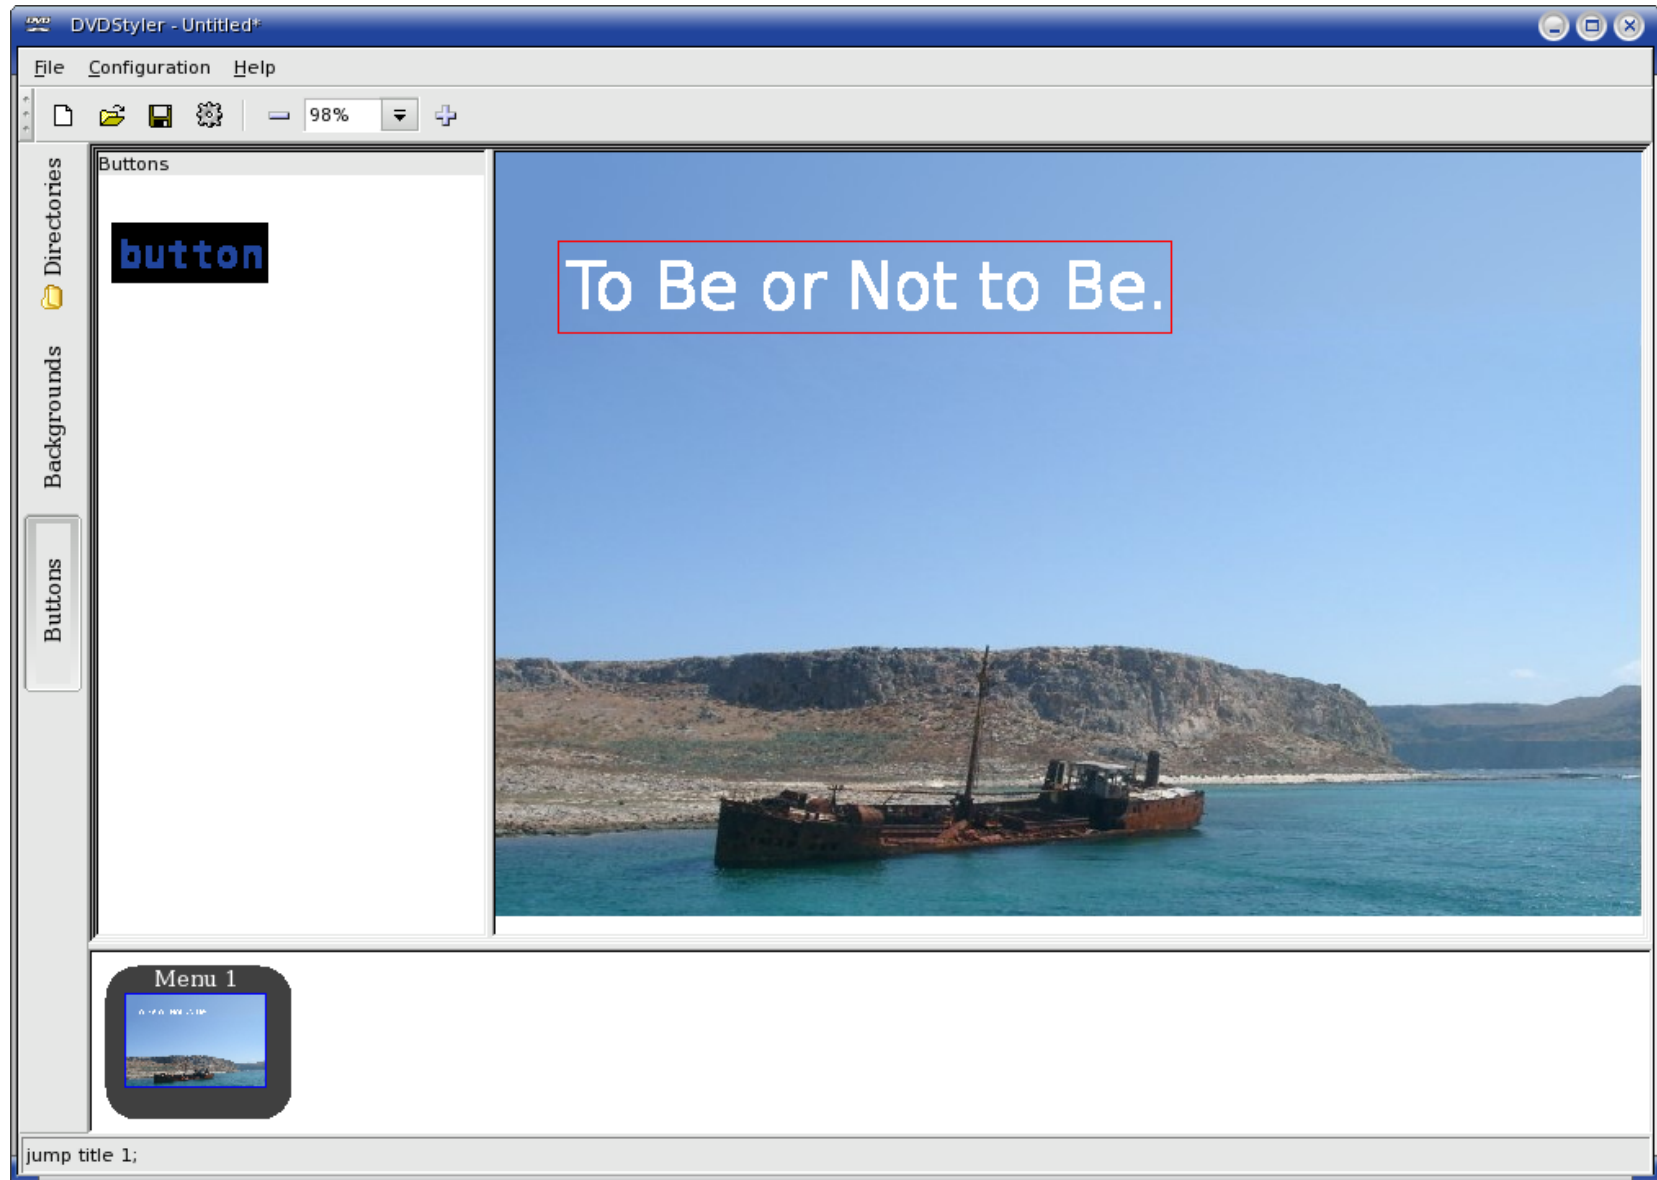 DVDStyler - Untitled*
File Configuration Help
98%
Directories
Backgrounds
Buttons
Buttons
button
To Be or Not to Be.
Menu 1
jump title 1;